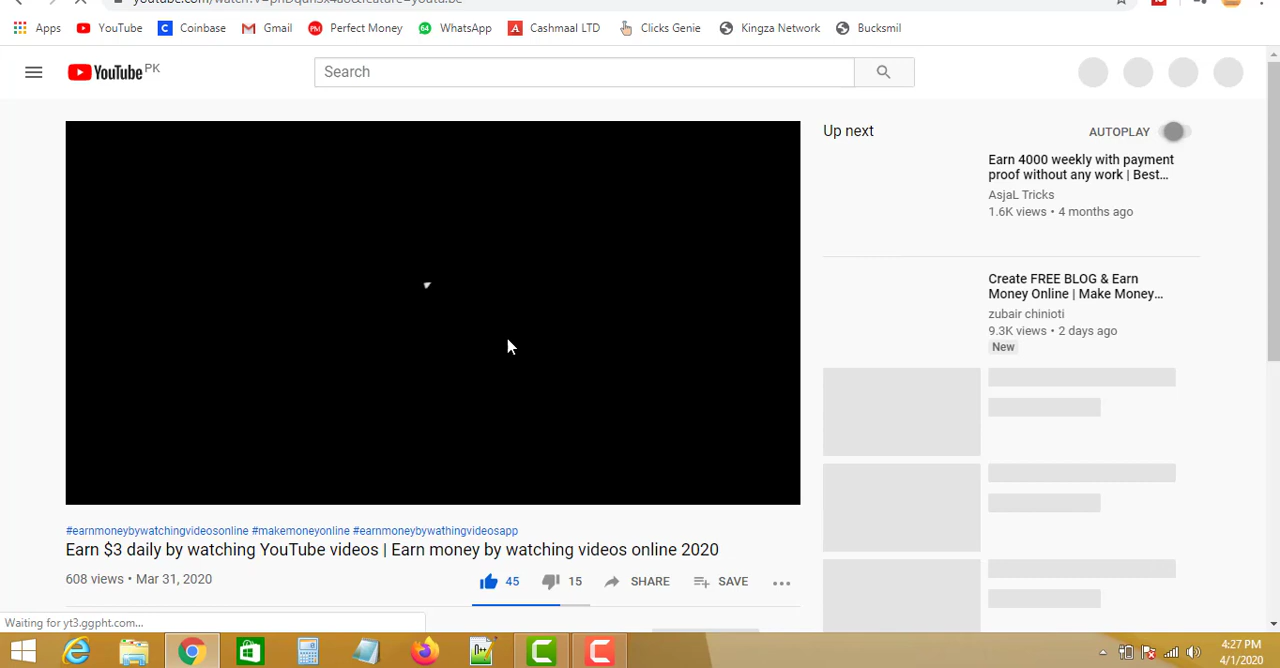 Apps YouTube Coinbase Gmail Perfect Money WhatsApp Cashmaal LTD Clicks Genie Kingza Network Bucksmil
YouTube PK
Search
Up next
AUTOPLAY
Earn 4000 weekly with payment
proof without any work | Best...
AsjaL Tricks
1.6K views • 4 months ago
Create FREE BLOG & Earn
Money Online | Make Money...
zubair chinioti
9.3K views • 2 days ago
New
#earnmoneybywatchingvideosonline #makemoneyonline #earnmoneybywathingvideosapp
Earn $3 daily by watching YouTube videos | Earn money by watching videos online 2020
608 views • Mar 31, 2020
45 15 SHARE SAVE
Waiting for yt3.ggpht.com...
4:27 PM
4/1/2020